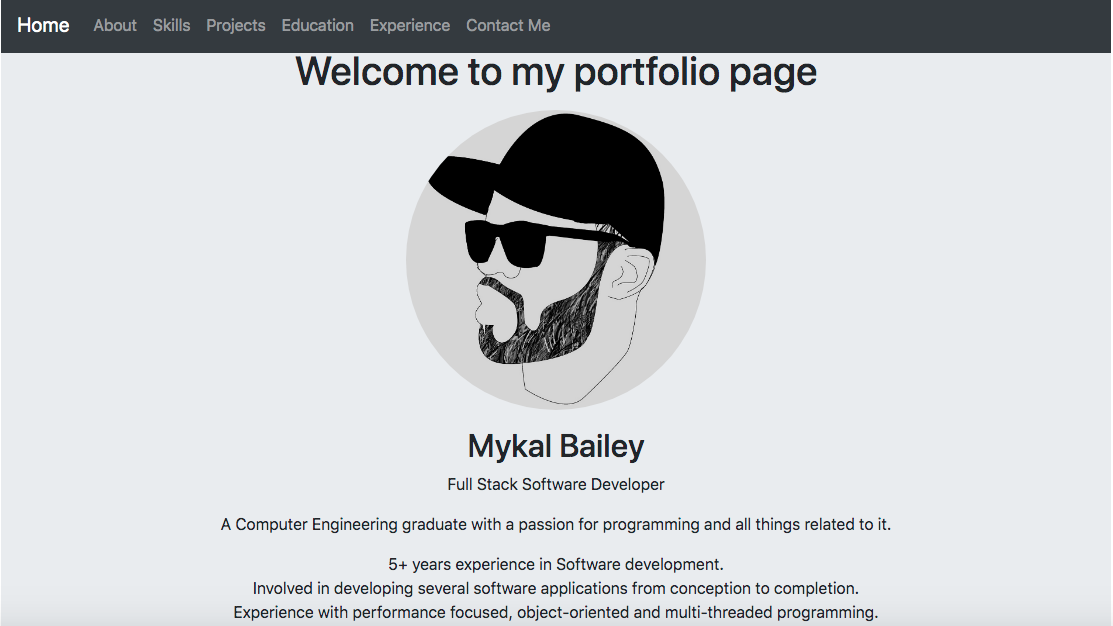 Home About Skills Projects Education Experience Contact Me
Welcome to my portfolio page
Mykal Bailey
Full Stack Software Developer
A Computer Engineering graduate with a passion for programming and all things related to it.
5+ years experience in Software development.
Involved in developing several software applications from conception to completion.
Experience with performance focused, object-oriented and multi-threaded programming.